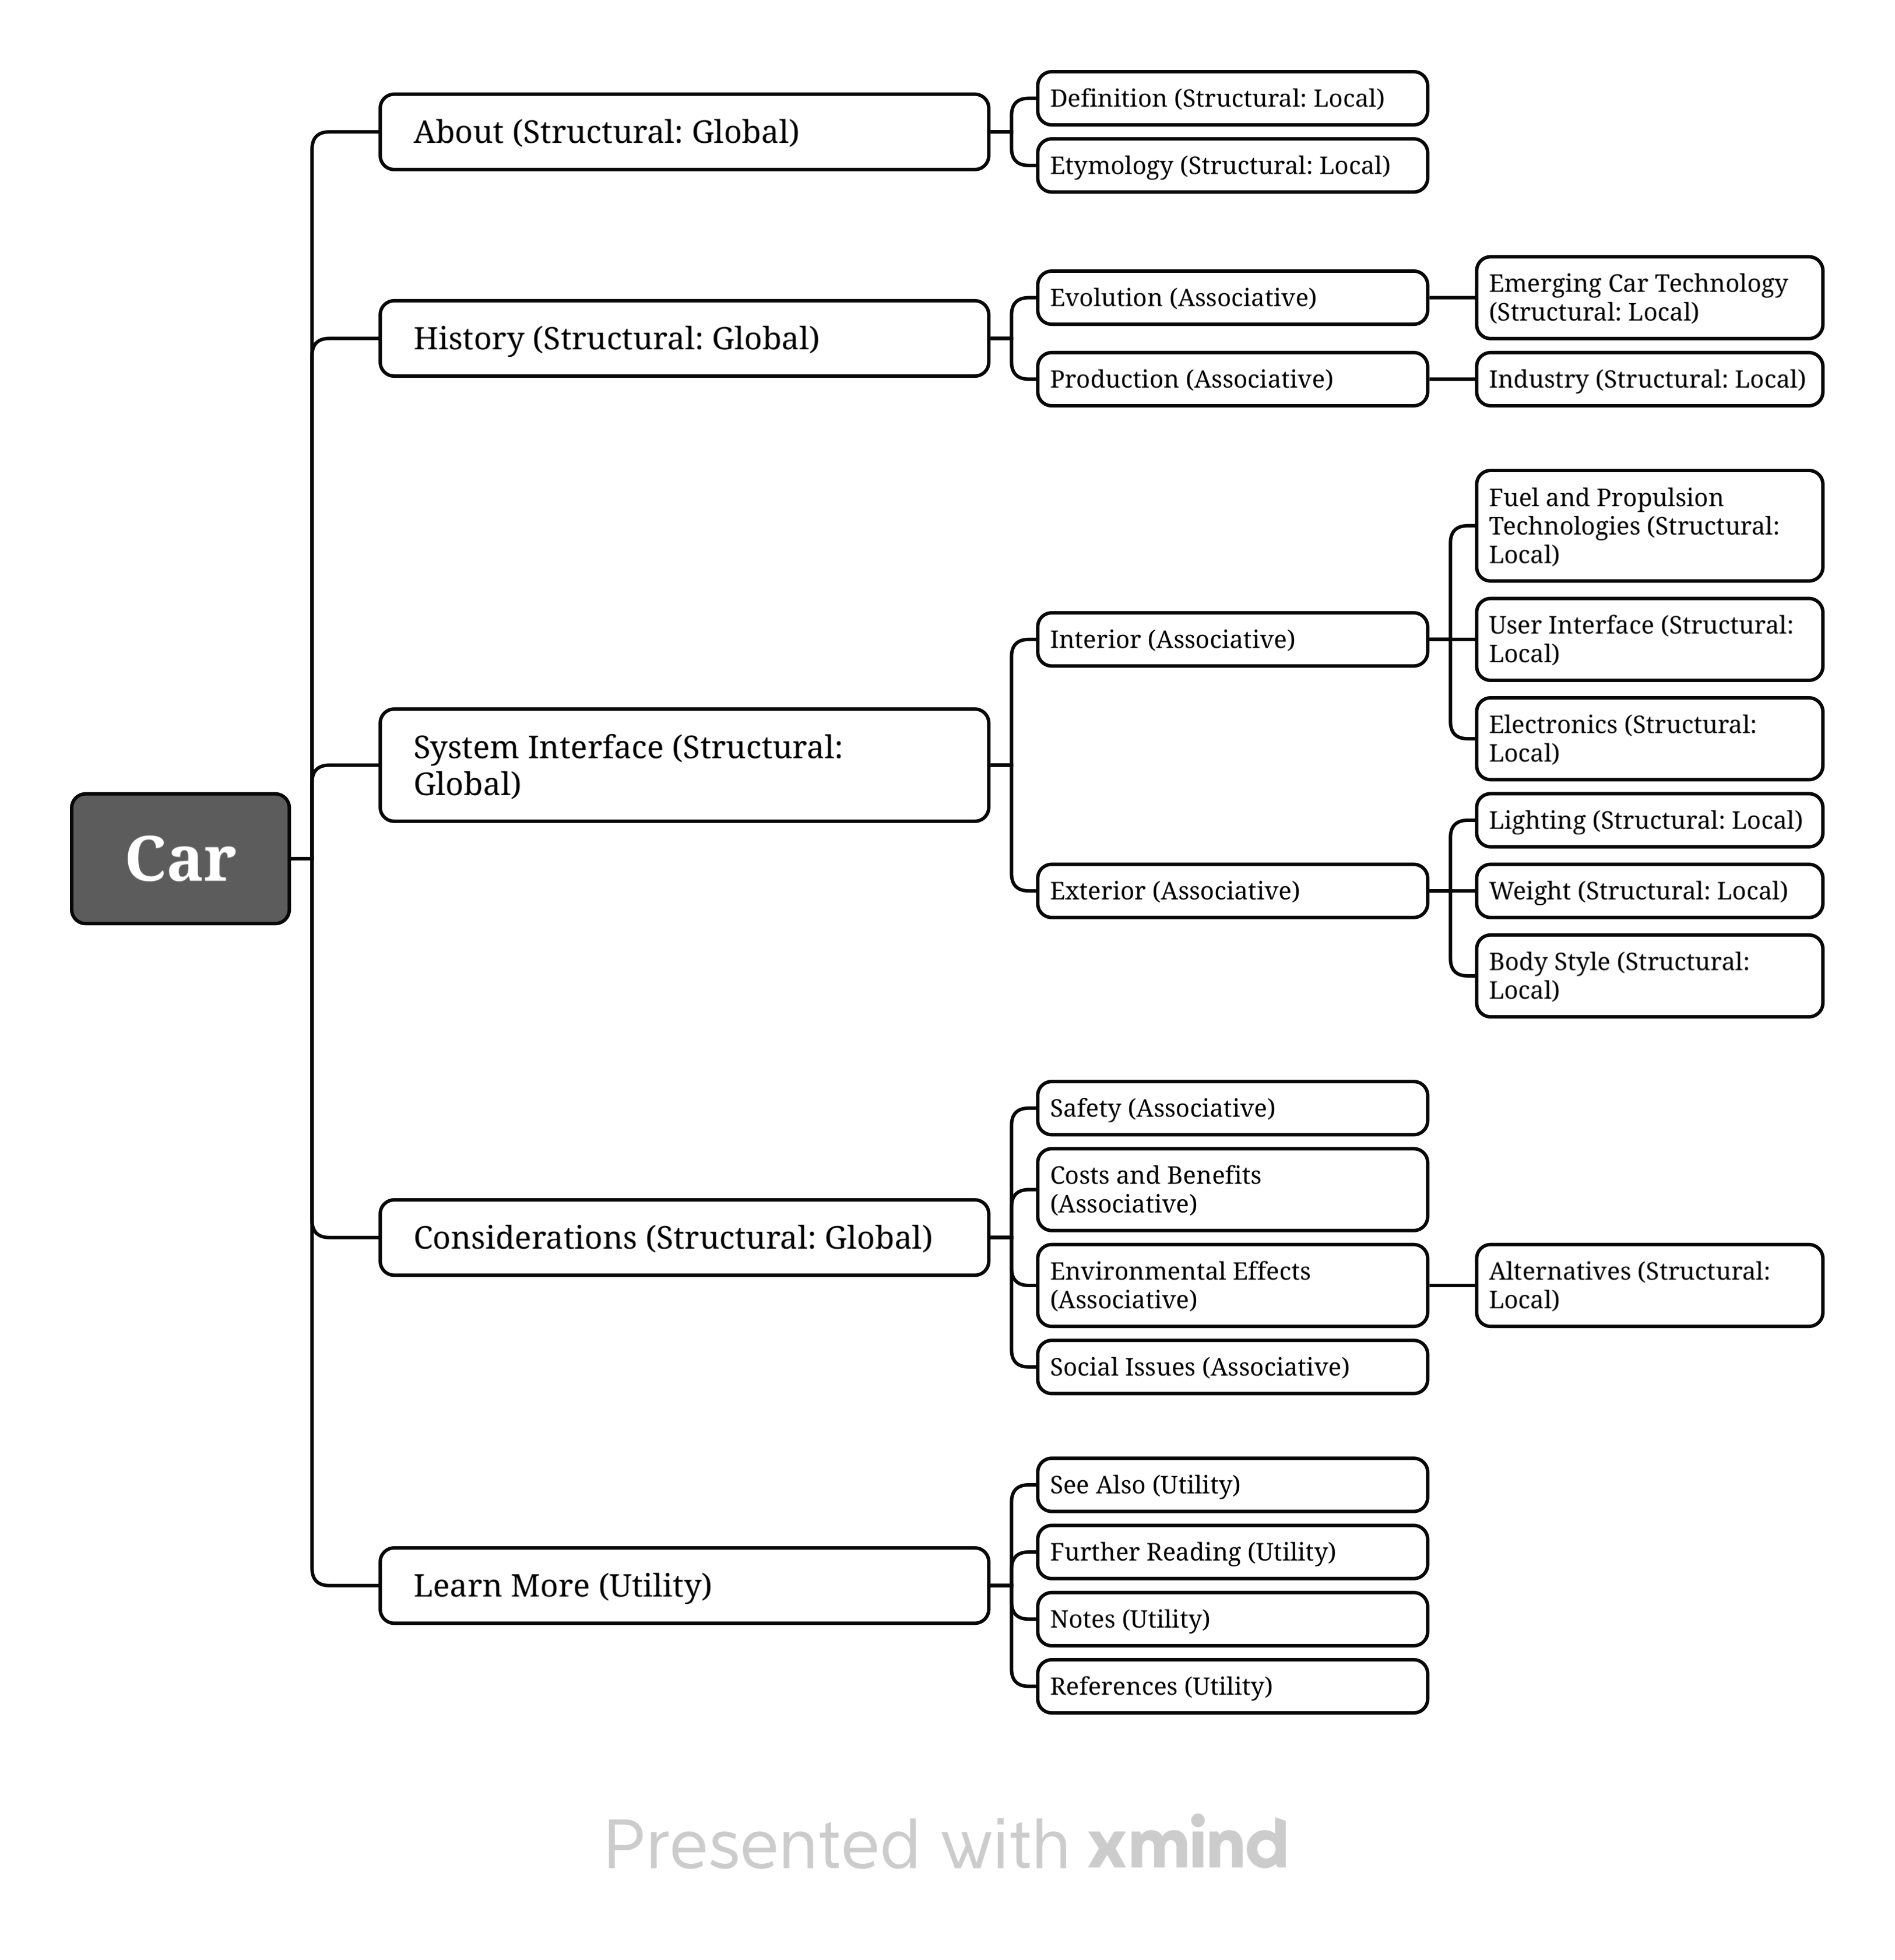 About (Structural: Global)
Definition (Structural: Local)
Etymology (Structural: Local)
History (Structural: Global)
Evolution (Associative)
Emerging Car Technology
(Structural: Local)
Production (Associative)
Industry (Structural: Local)
Car
System Interface (Structural:
Global)
Interior (Associative)
Fuel and Propulsion
Technologies (Structural:
Local)
User Interface (Structural:
Local)
Electronics (Structural:
Local)
Exterior (Associative)
Lighting (Structural: Local)
Weight (Structural: Local)
Body Style (Structural:
Local)
Considerations (Structural: Global)
Safety (Associative)
Costs and Benefits
(Associative)
Environmental Effects
(Associative)
Alternatives (Structural:
Local)
Social Issues (Associative)
Learn More (Utility)
See Also (Utility)
Further Reading (Utility)
Notes (Utility)
References (Utility)
Presented with xmind